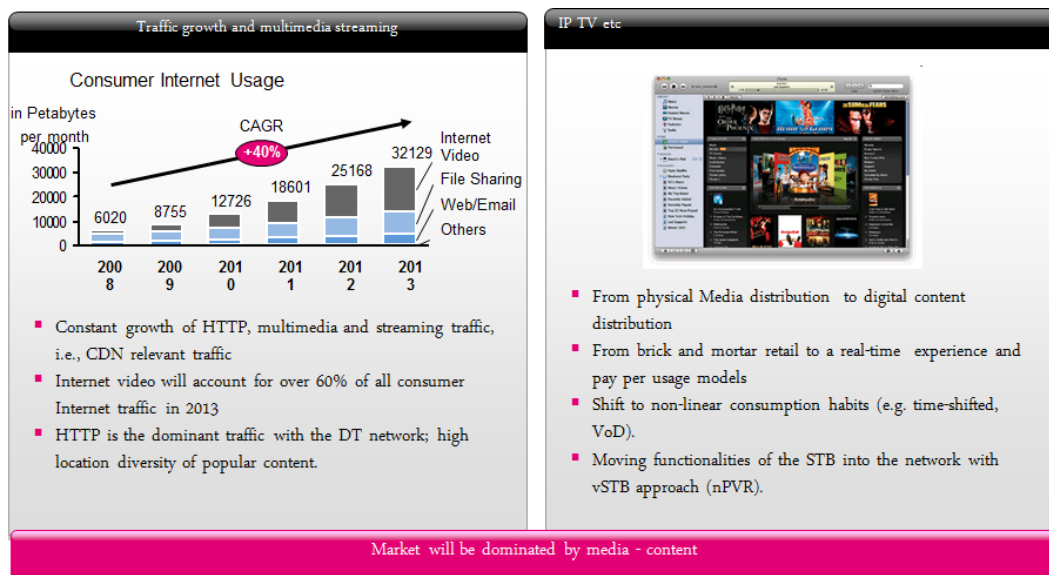 Traffic growth and multimedia streaming
Consumer Internet Usage
in Petabytes
per month
CAGR
+40%
40000
30000
20000
10000
0
6020
8755
12726
18601
25168
32129
Internet
Video
File Sharing
Web/Email
Others
200
8
200
9
201
0
201
1
201
2
201
3
Constant growth of HTTP, multimedia and streaming traffic,
i.e., CDN relevant traffic
Internet video will account for over 60% of all consumer
Internet traffic in 2013
HTTP is the dominant traffic with the DT network; high
location diversity of popular content.
IP TV etc
From physical Media distribution to digital content
distribution
From brick and mortar retail to a real-time experience and
pay per usage models
Shift to non-linear consumption habits (e.g. time-shifted,
VoD).
Moving functionalities of the STB into the network with
vSTB approach (nPVR).
Market will be dominated by media - content